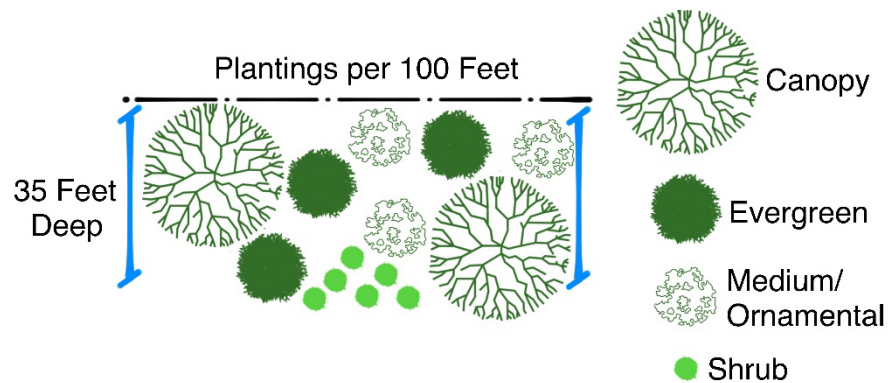 Plantings per 100 Feet
35 Feet
Deep
Canopy
Evergreen
Medium/
Ornamental
Shrub